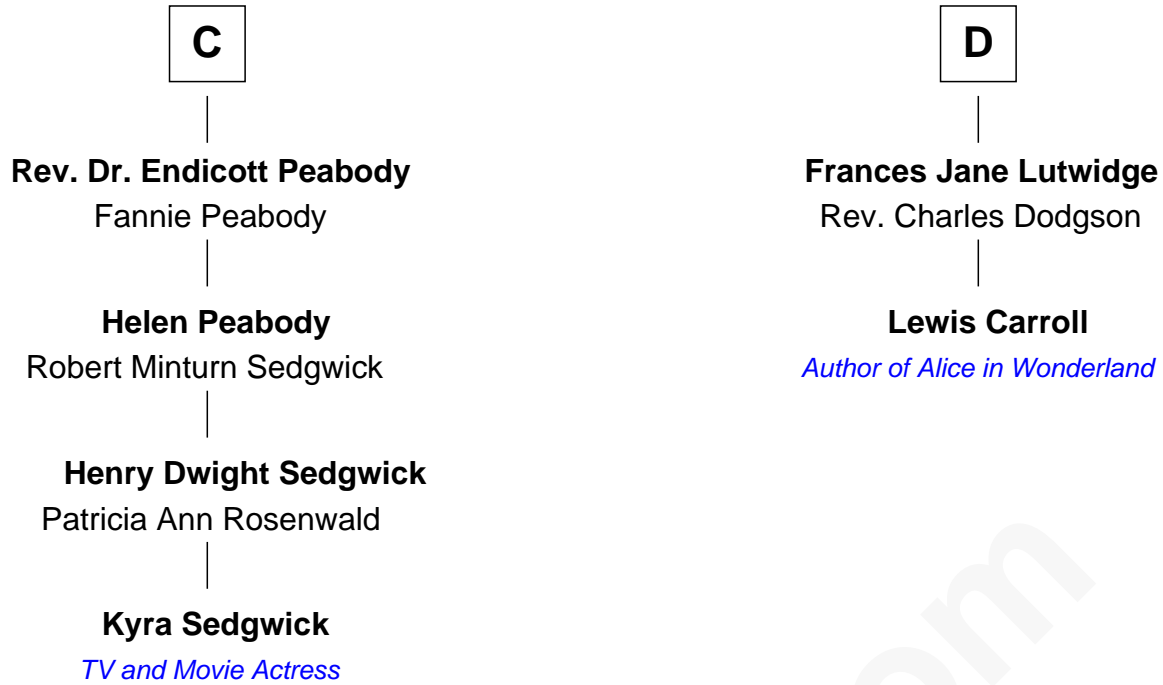 C
Rev. Dr. Endicott Peabody
Fannie Peabody
Helen Peabody
Robert Minturn Sedgwick
Henry Dwight Sedgwick
Patricia Ann Rosenwald
Kyra Sedgwick
TV and Movie Actress
D
Frances Jane Lutwidge
Rev. Charles Dodgson
Lewis Carroll
Author of Alice in Wonderland
om